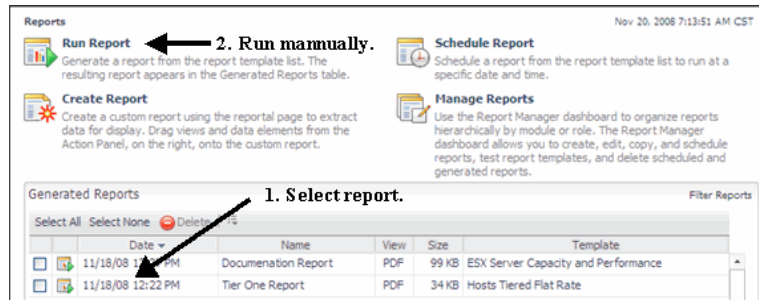 Reports Nov 20, 2008 7:13:51 AM CST
Run Report 2. Run mannually.
Generate a report from the report template list. The
resulting report appears in the Generated Reports table.
Schedule Report
Schedule a report from the report template list to run at a
specific date and time.
Create Report
Create a custom report using the reportal page to extract
data for display. Drag views and data elements from the
Action Panel, on the right, onto the custom report.
Manage Reports
Use the Report Manager dashboard to organize reports
hierarchically by module or role. The Report Manager
dashboard allows you to create, edit, copy, and schedule
reports, test report templates, and delete scheduled and
generated reports.
Generated Reports 1. Select report. Filter Reports
Select All Select None Delete
Date Name View Size Template
11/18/08 PM Documenation Report PDF 99 KB ESX Server Capacity and Performance
11/18/08 12:22 PM Tier One Report PDF 34 KB Hosts Tiered Flat Rate